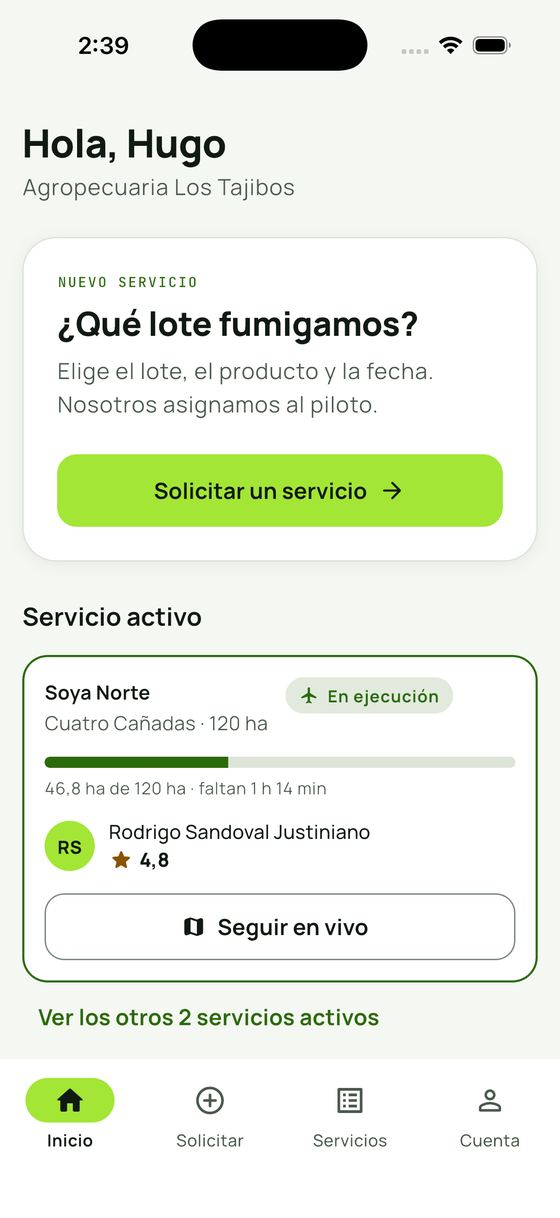 2:39
Hola, Hugo
Agropecuaria Los Tajibos
NUEVO SERVICIO
¿Qué lote fumigamos?
Elige el lote, el producto y la fecha.
Nosotros asignamos al piloto.
Solicitar un servicio →
Servicio activo
Soya Norte
En ejecución
Cuatro Cañadas · 120 ha
46,8 ha de 120 ha · faltan 1 h 14 min
RS
Rodrigo Sandoval Justiniano
4,8
Seguir en vivo
Ver los otros 2 servicios activos
Inicio
Solicitar
Servicios
Cuenta